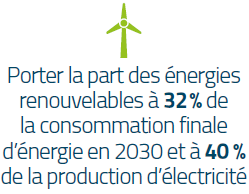 Porter la part des énergies
renouvelables à 32 % de
la consommation finale
d’énergie en 2030 et à 40 %
de la production d’électricité